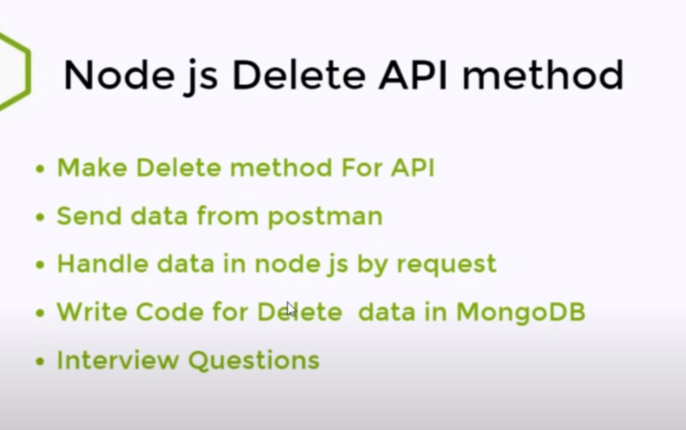 Node js Delete API method
• Make Delete method For API
• Send data from postman
• Handle data in node js by request
• Write Code for Delete data in MongoDB
• Interview Questions